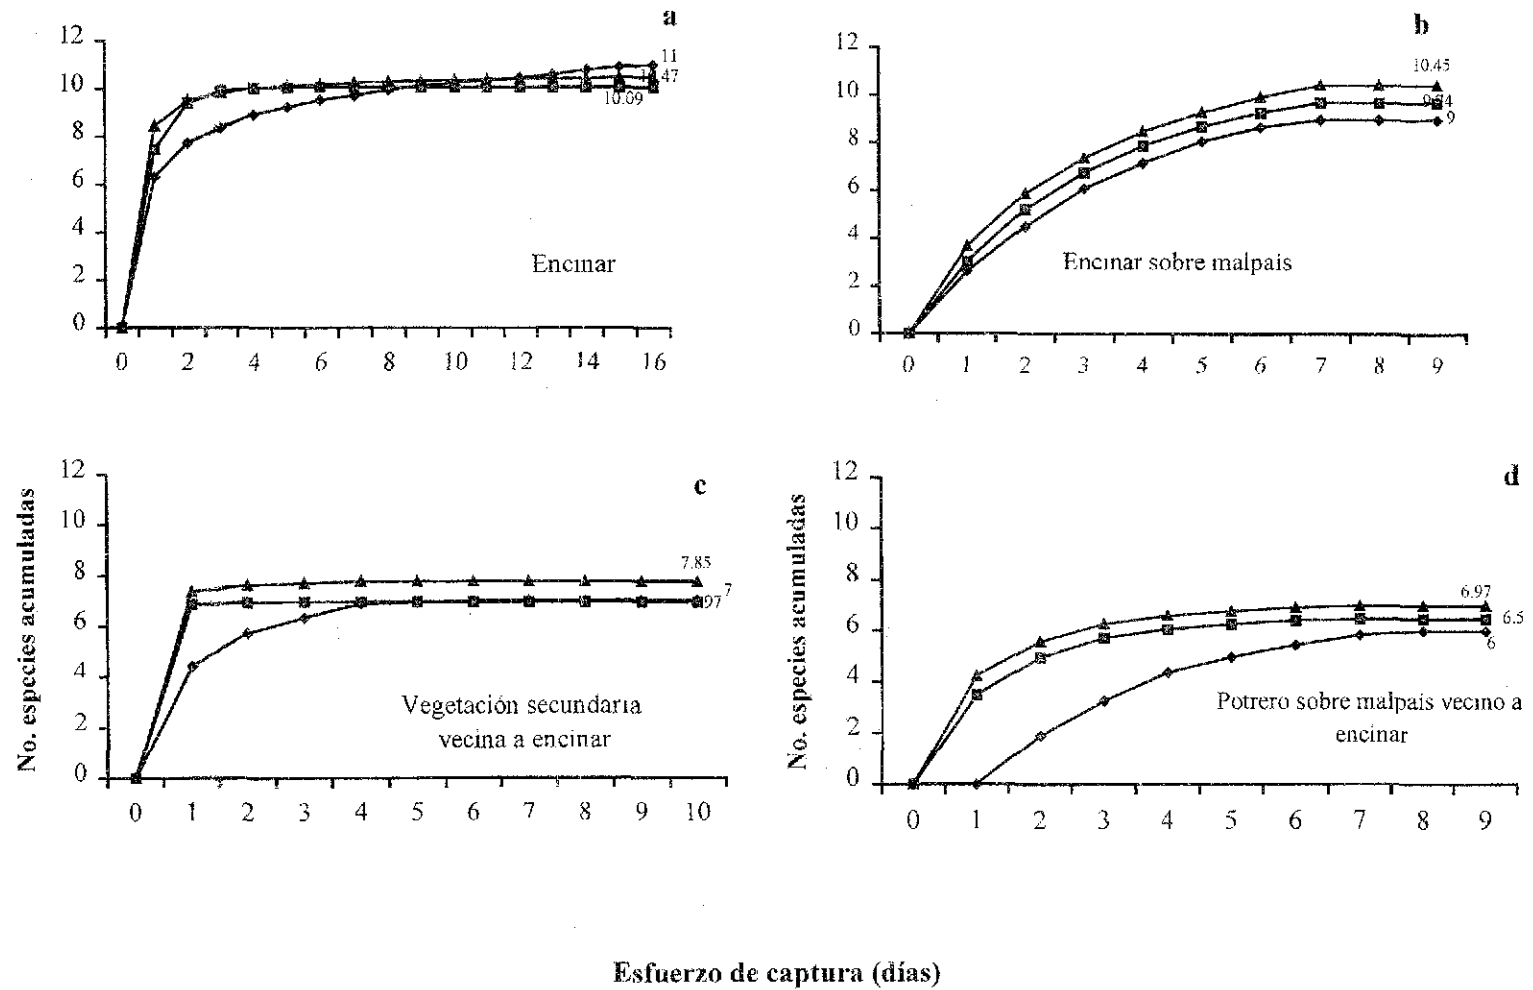 a
12
10
8
6
4
2
0
11
10.09
Encinar
0 2 4 6 8 10 12 14 16
b
12
10
8
6
4
2
0
10.45
9
Encinar sobre malpais
0 1 2 3 4 5 6 7 8 9
c
No. especies acumuladas
12
10
8
6
4
2
0
7.85
7
97
Vegetación secundaria
vecina a encinar
0 1 2 3 4 5 6 7 8 9 10
d
No. especies acumuladas
12
10
8
6
4
2
0
6.97
6.5
6
Potrero sobre malpaís vecino a
encinar
0 1 2 3 4 5 6 7 8 9
Esfuerzo de captura (días)